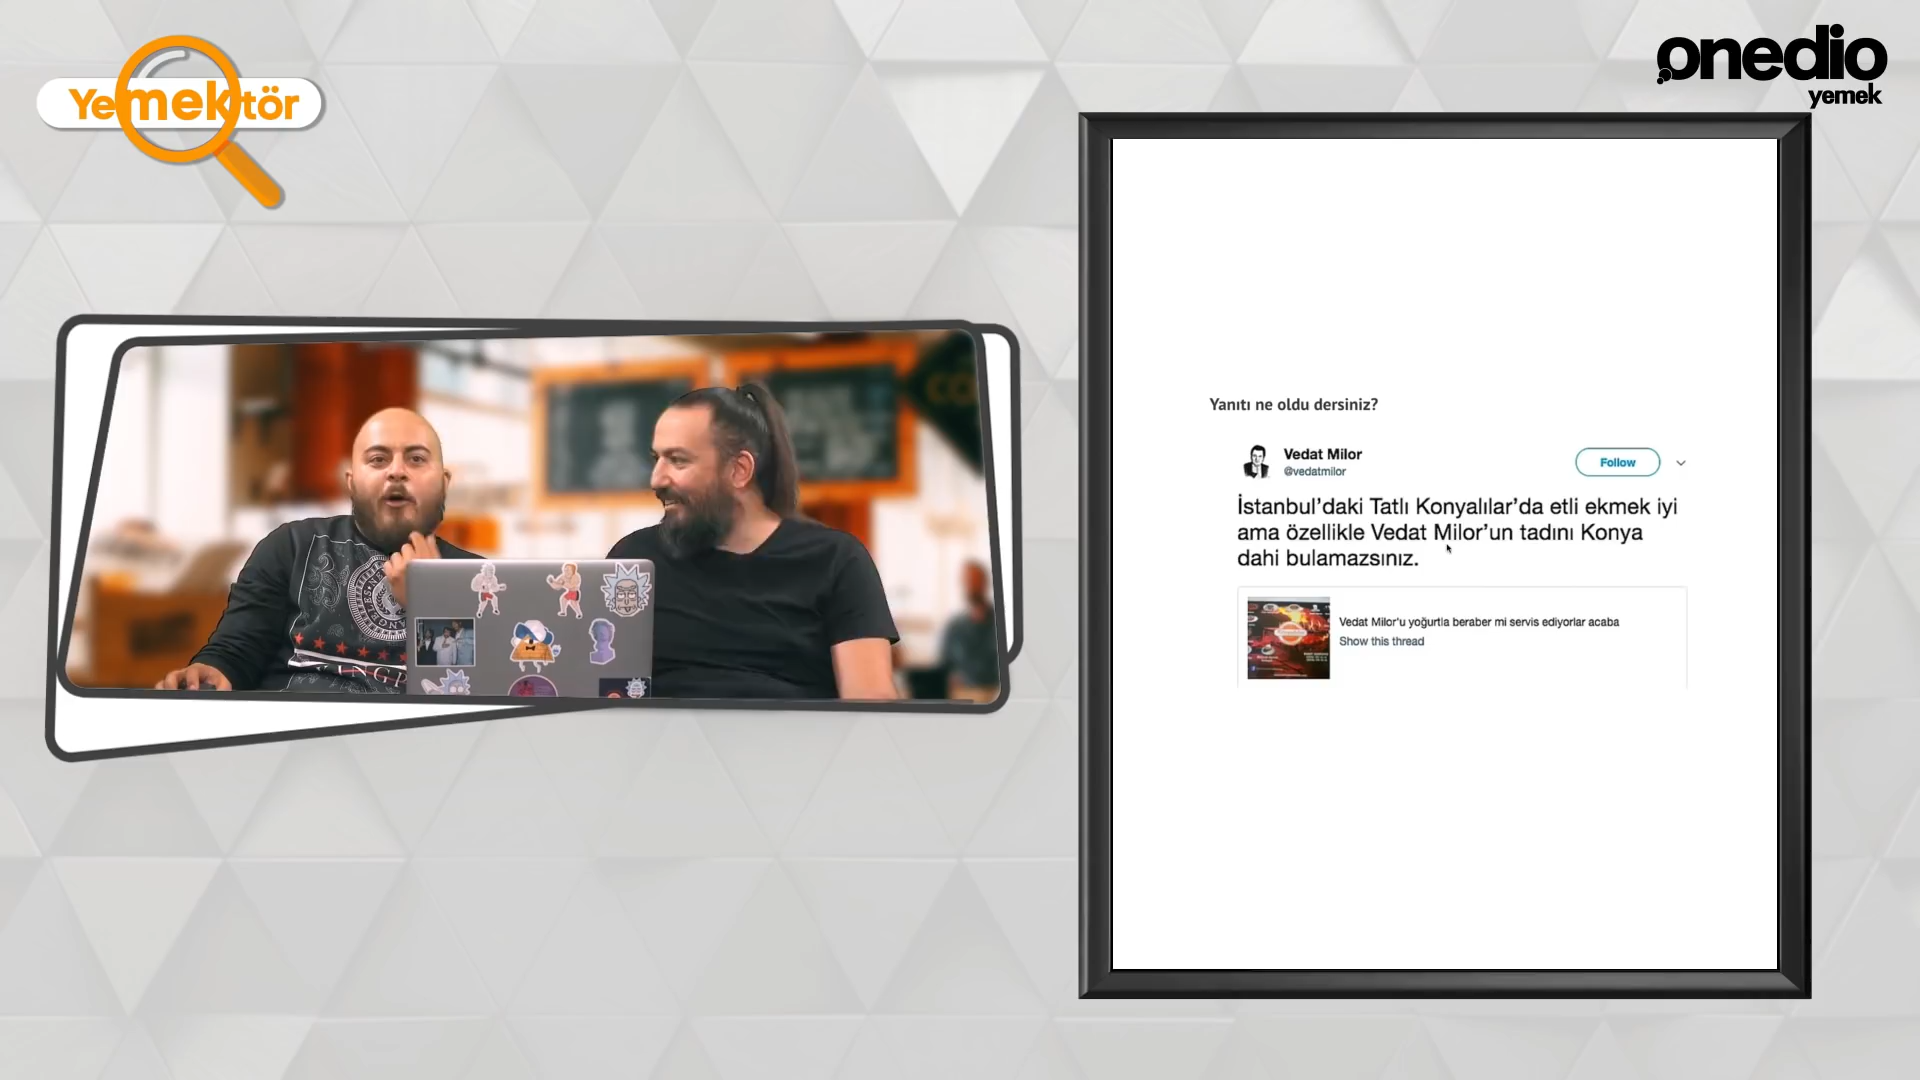 Yemektör
onedio
yemek
Yanıtı ne oldu dersiniz?
Vedat Milor
@vedatmilor
Follow
İstanbul'daki Tatlı Konyalılar'da etli ekmek iyi
ama özellikle Vedat Milor'un tadını Konya
dahi bulamazsınız.
Vedat Milor'u yoğurtla beraber mi servis ediyorlar acaba
Show this thread